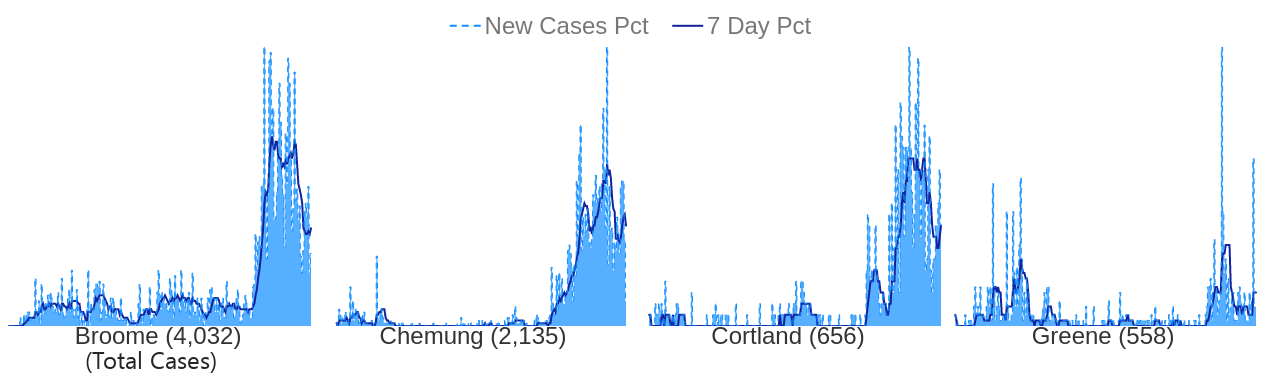 New Cases Pct 7 Day Pct
Broome (4,032) Chemung (2,135) Cortland (656) Greene (558)
(Total Cases)